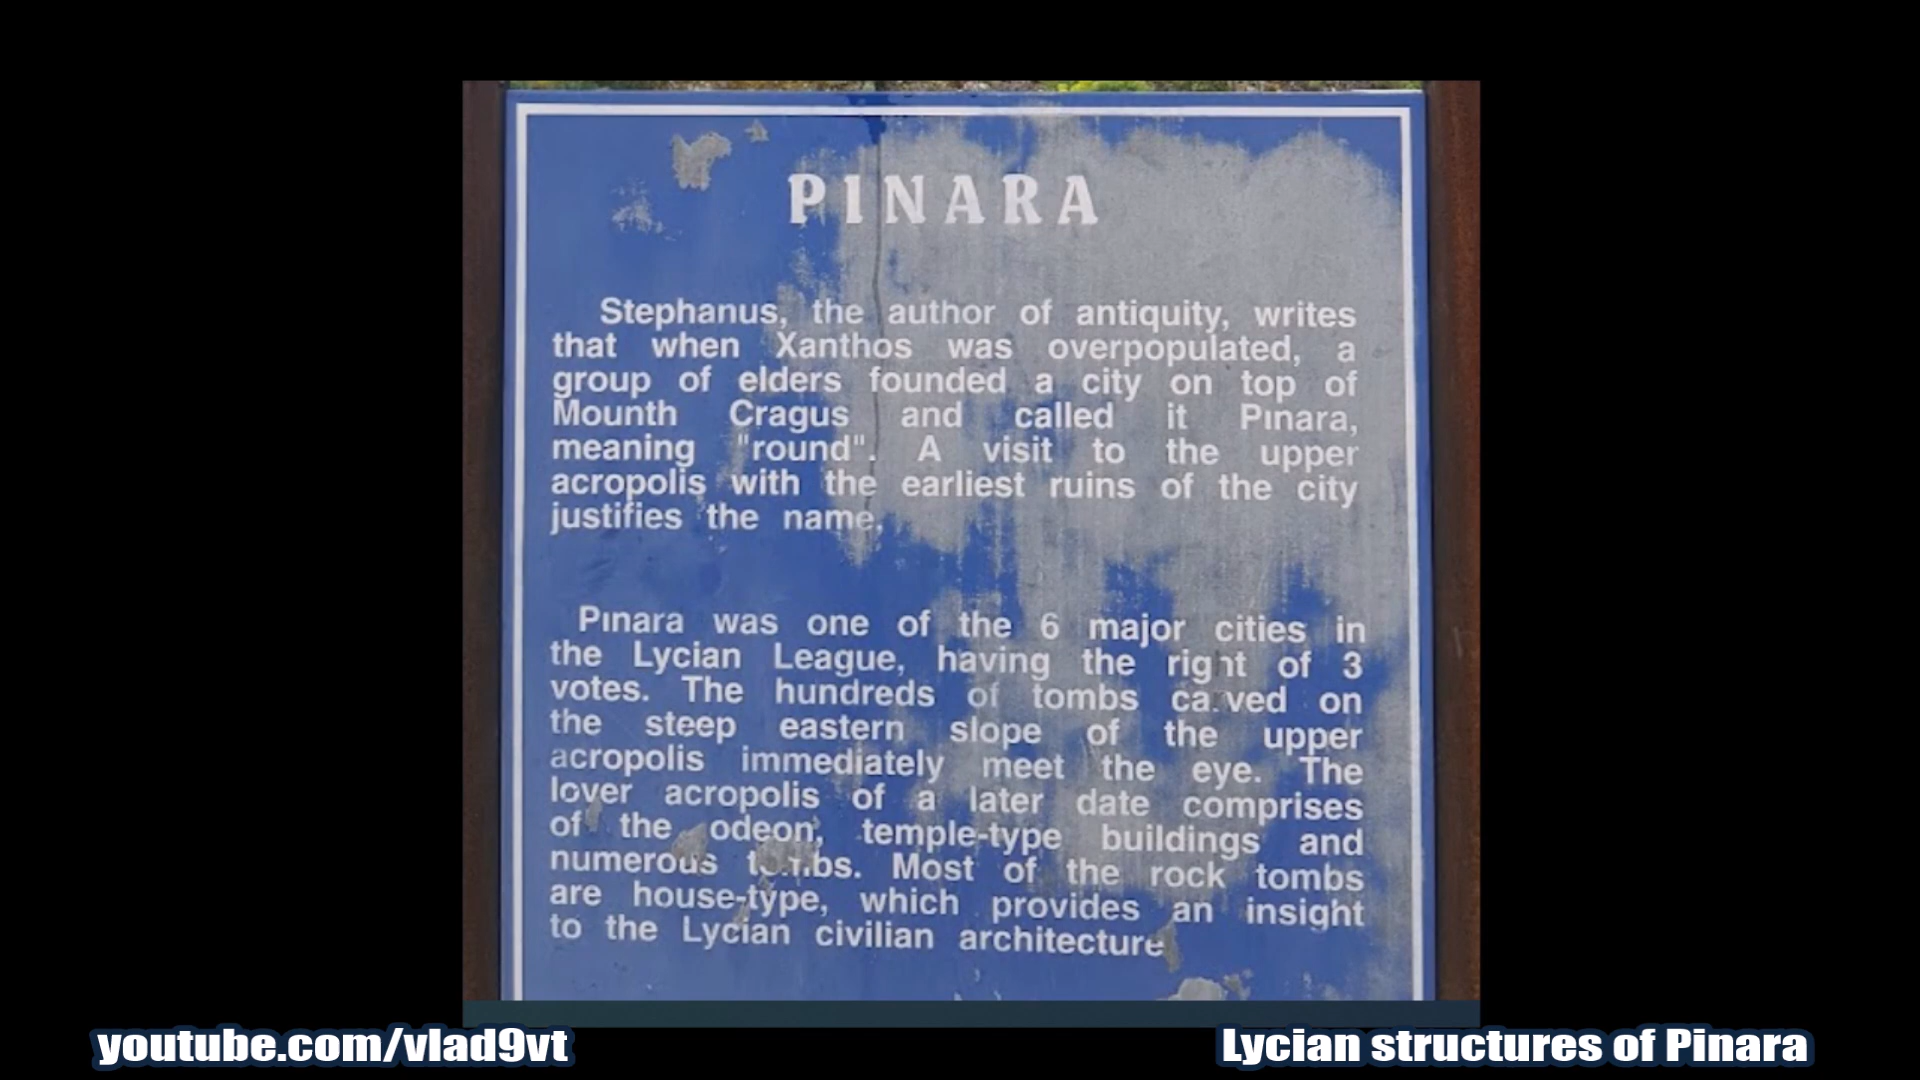 PINARA
Stephanus, the author of antiquity, writes
that when Xanthos was overpopulated, a
group of elders founded a city on top of
Mounth Cragus and called it Pınara,
meaning "round". A visit to the upper
acropolis with the earliest ruins of the city
justifies the name.
Pınara was one of the 6 major cities in
the Lycian League, having the right of 3
votes. The hundreds of tombs carved on
the steep eastern slope of the upper
acropolis immediately meet the eye. The
lover acropolis of a later date comprises
of the odeon, temple-type buildings and
numerous tombs. Most of the rock tombs
are house-type, which provides an insight
to the Lycian civilian architecture
youtube.com/vlad9vt
Lycian structures of Pinara